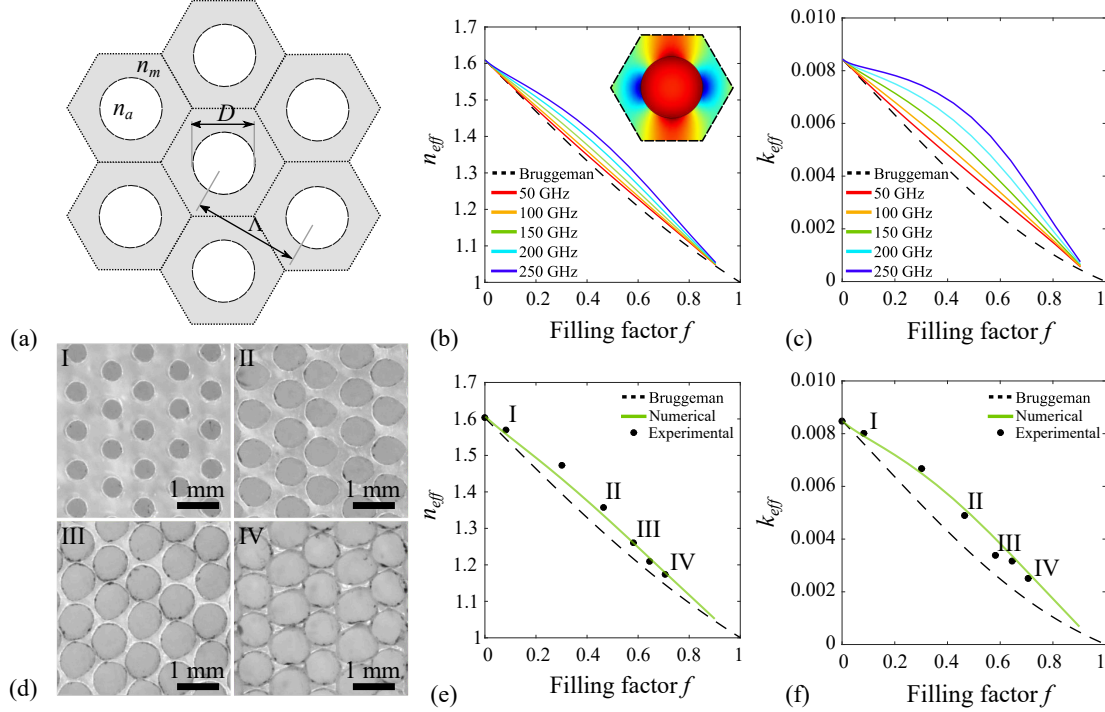 n_m
n_a
D
Λ
(a)
1.7
1.6
1.5
1.4
1.3
1.2
1.1
1
n_eff
Bruggeman
50 GHz
100 GHz
150 GHz
200 GHz
250 GHz
0 0.2 0.4 0.6 0.8 1
Filling factor f
(b)
0.010
0.008
0.006
0.004
0.002
0
k_eff
Bruggeman
50 GHz
100 GHz
150 GHz
200 GHz
250 GHz
0 0.2 0.4 0.6 0.8 1
Filling factor f
(c)
I
1 mm
II
1 mm
III
1 mm
IV
1 mm
(d)
1.7
1.6
1.5
1.4
1.3
1.2
1.1
1
n_eff
Bruggeman
Numerical
Experimental
I
II
III
IV
0 0.2 0.4 0.6 0.8 1
Filling factor f
(e)
0.010
0.008
0.006
0.004
0.002
0
k_eff
Bruggeman
Numerical
Experimental
I
II
III
IV
0 0.2 0.4 0.6 0.8 1
Filling factor f
(f)